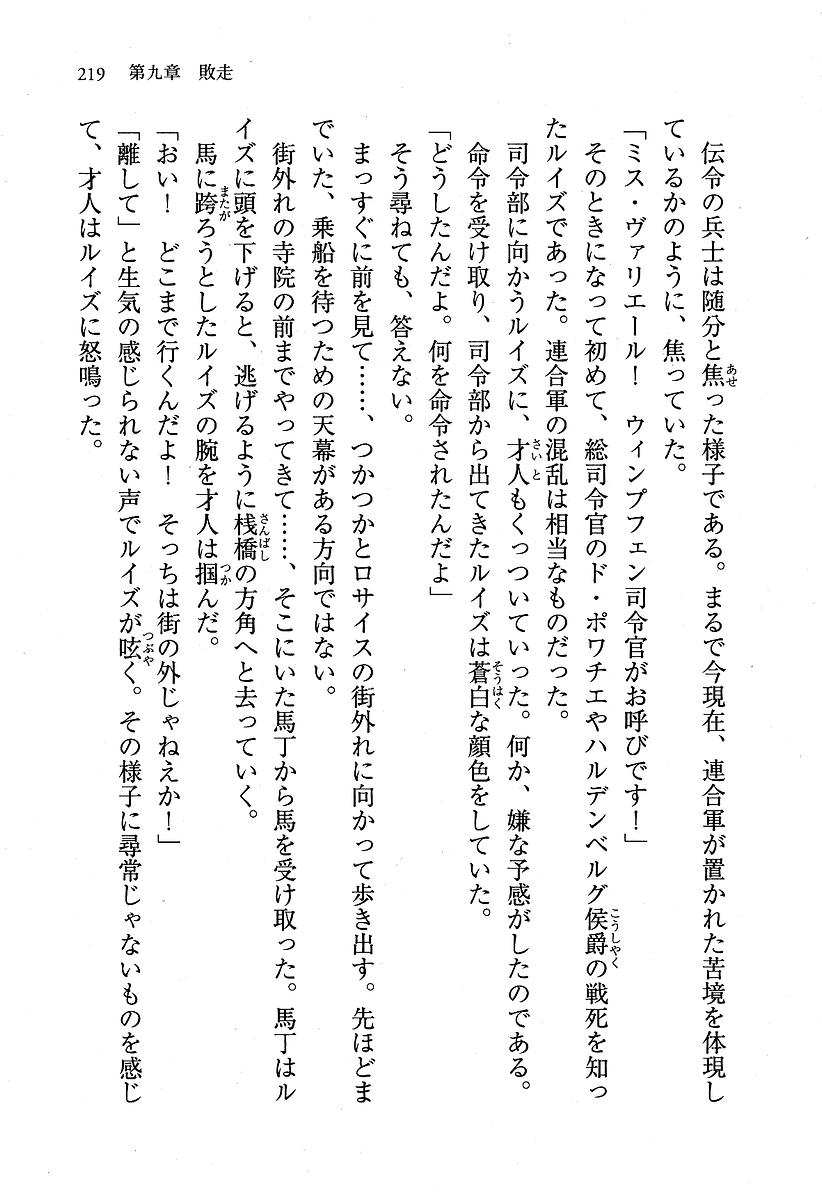 219 第九章 敗走
伝令の兵士は随分と焦った様子である。まるで今現在、連合軍が置かれた苦境を体現し
ているかのように、焦っていた。
「ミス・ヴァリエール！　ウィンプフェン司令官がお呼びです！」
そのときになって初めて、総司令官のド・ポワチエやハルデンベルグ侯爵の戦死を知っ
たルイズであった。連合軍の混乱は相当なものだった。
司令部に向かうルイズに、才人もくっついていった。何か、嫌な予感がしたのである。
命令を受け取り、司令部から出てきたルイズは蒼白な顔色をしていた。
「どうしたんだよ。何を命令されたんだよ」
そう尋ねても、答えない。
まっすぐに前を見て……、つかつかとロサイスの街外れに向かって歩き出す。先ほどま
でいた、乗船を待つための天幕がある方向ではない。
街外れの寺院の前までやってきて……、そこにいた馬丁から馬を受け取った。馬丁はル
イズに頭を下げると、逃げるように桟橋の方角へと去っていく。
馬に跨ろうとしたルイズの腕を才人は掴んだ。
「おい！　どこまで行くんだよ！　そっちは街の外じゃねえか！」
「離して」と生気の感じられない声でルイズが呟く。その様子に尋常じゃないものを感じ
て、才人はルイズに怒鳴った。